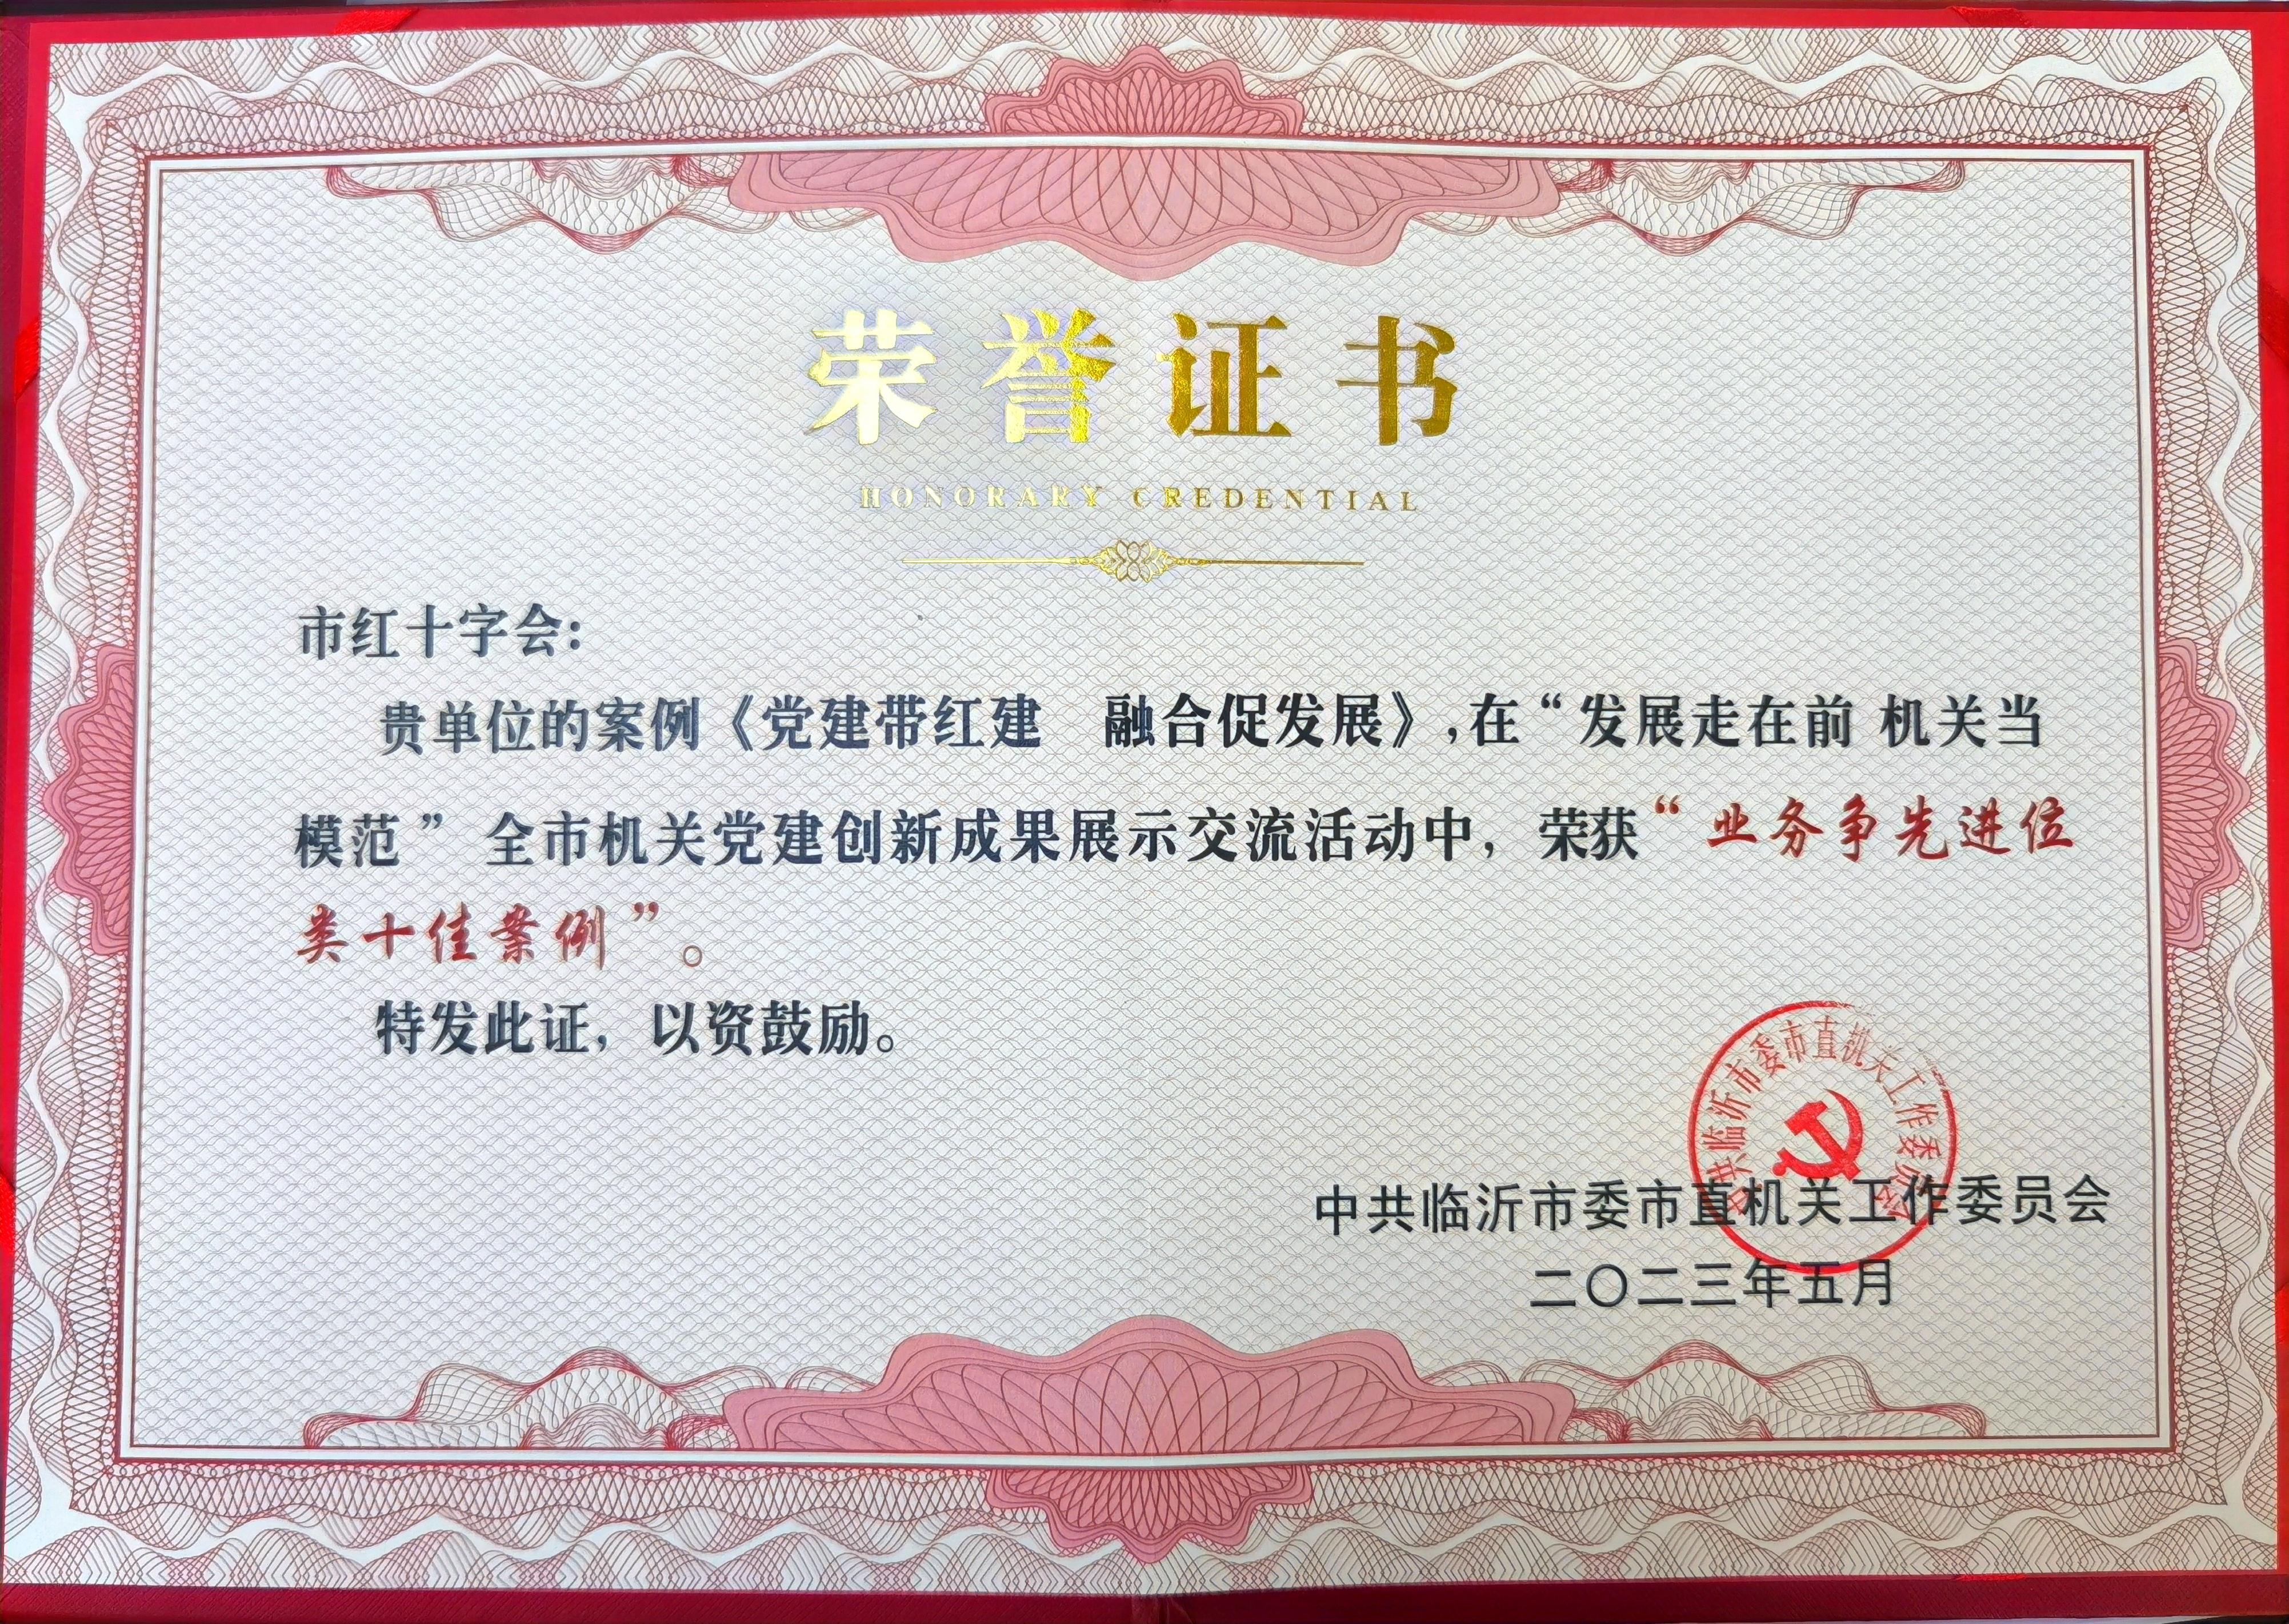 荣誉证书
HONORARY CREDENTIAL
市红十字会：
贵单位的案例《党建带红建　融合促发展》，在“发展走在前 机关当
模范” 全市机关党建创新成果展示交流活动中，荣获“业务争先进位
类十佳案例”。
特发此证，以资鼓励。
中共临沂市委市直机关工作委员会
中共临沂市委市直机关工作委员会
二〇二三年五月